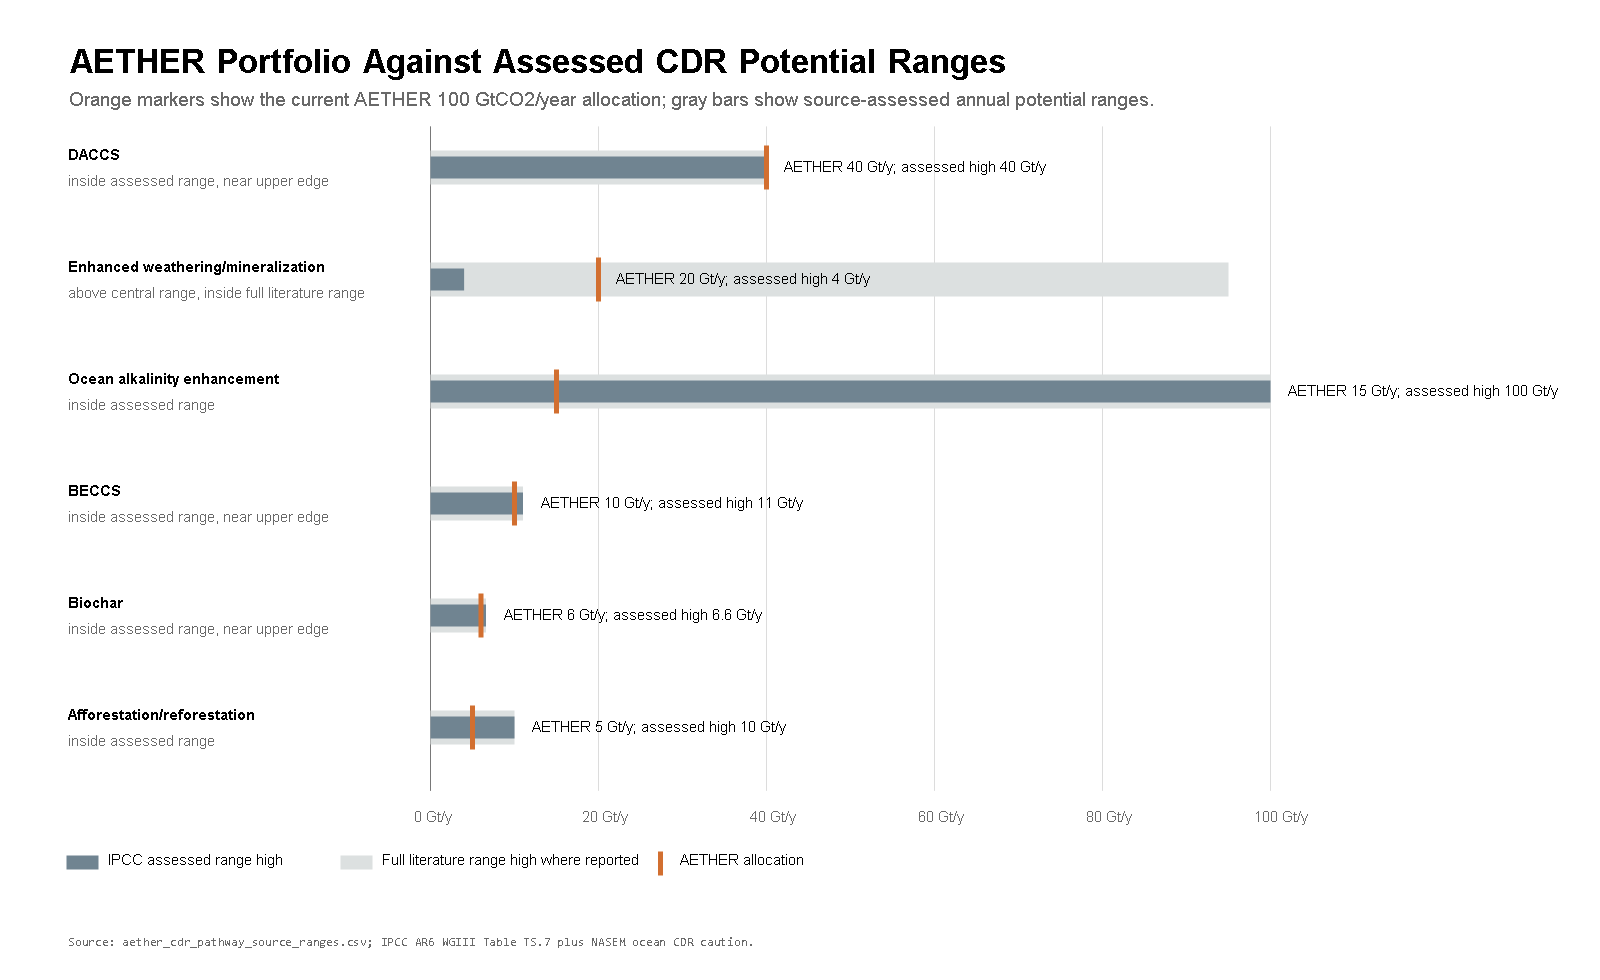 AETHER Portfolio Against Assessed CDR Potential Ranges
Orange markers show the current AETHER 100 GtCO2/year allocation; gray bars show source-assessed annual potential ranges.
DACCS
inside assessed range, near upper edge
AETHER 40 Gt/y; assessed high 40 Gt/y
Enhanced weathering/mineralization
above central range, inside full literature range
AETHER 20 Gt/y; assessed high 4 Gt/y
Ocean alkalinity enhancement
inside assessed range
AETHER 15 Gt/y; assessed high 100 Gt/y
BECCS
inside assessed range, near upper edge
AETHER 10 Gt/y; assessed high 11 Gt/y
Biochar
inside assessed range, near upper edge
AETHER 6 Gt/y; assessed high 6.6 Gt/y
Afforestation/reforestation
inside assessed range
AETHER 5 Gt/y; assessed high 10 Gt/y
0 Gt/y
20 Gt/y
40 Gt/y
60 Gt/y
80 Gt/y
100 Gt/y
IPCC assessed range high
Full literature range high where reported
AETHER allocation
Source: aether_cdr_pathway_source_ranges.csv; IPCC AR6 WGIII Table TS.7 plus NASEM ocean CDR caution.